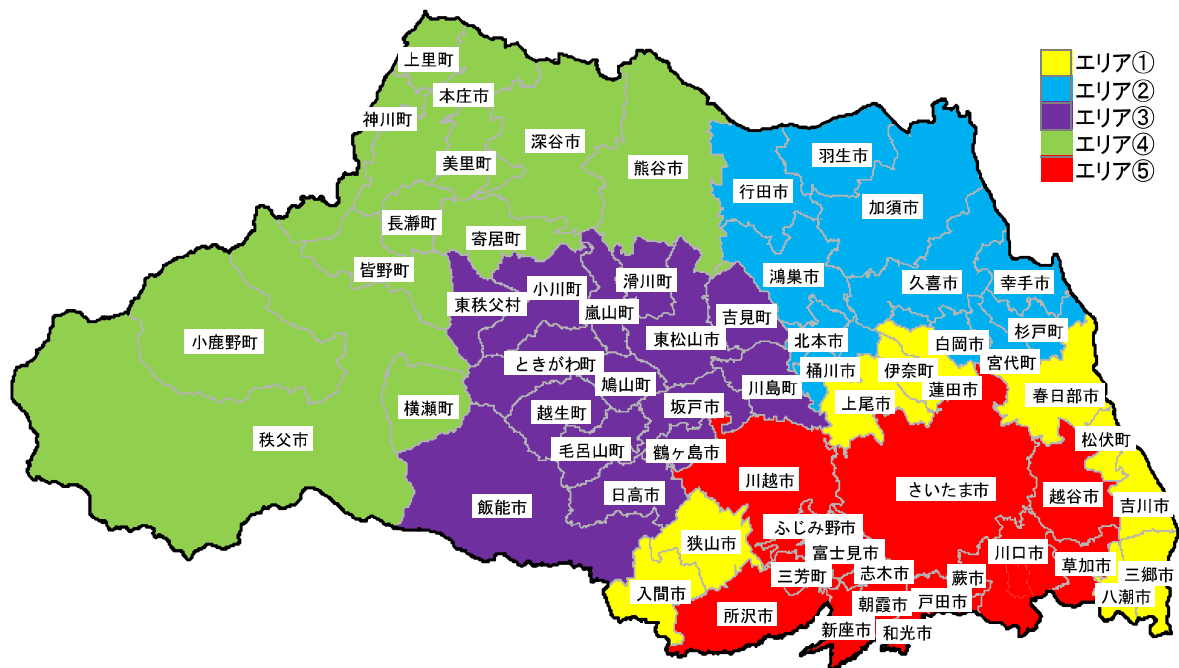 エリア①
エリア②
エリア③
エリア④
エリア⑤
上里町
本庄市
神川町
深谷市
美里町
熊谷市
羽生市
行田市
加須市
長瀞町
寄居町
皆野町
鴻巣市
久喜市
幸手市
小川町
滑川町
東秩父村
嵐山町
吉見町
小鹿野町
東松山市
北本市
白岡市
杉戸町
ときがわ町
桶川市
伊奈町
宮代町
鳩山町
川島町
蓮田市
春日部市
横瀬町
越生町
坂戸市
上尾市
秩父市
毛呂山町
鶴ヶ島市
松伏町
川越市
さいたま市
越谷市
飯能市
日高市
吉川市
ふじみ野市
狭山市
富士見市
川口市
三芳町
志木市
蕨市
草加市
三郷市
入間市
朝霞市
戸田市
八潮市
所沢市
新座市
和光市